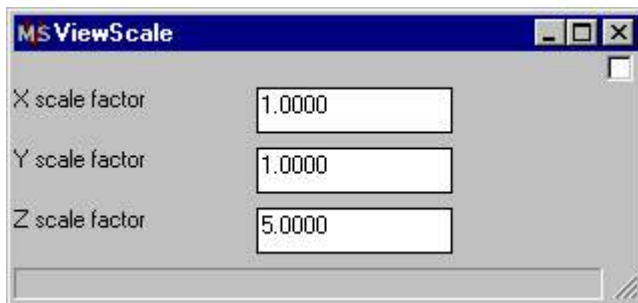 MS ViewScale
X scale factor 1.0000
Y scale factor 1.0000
Z scale factor 5.0000